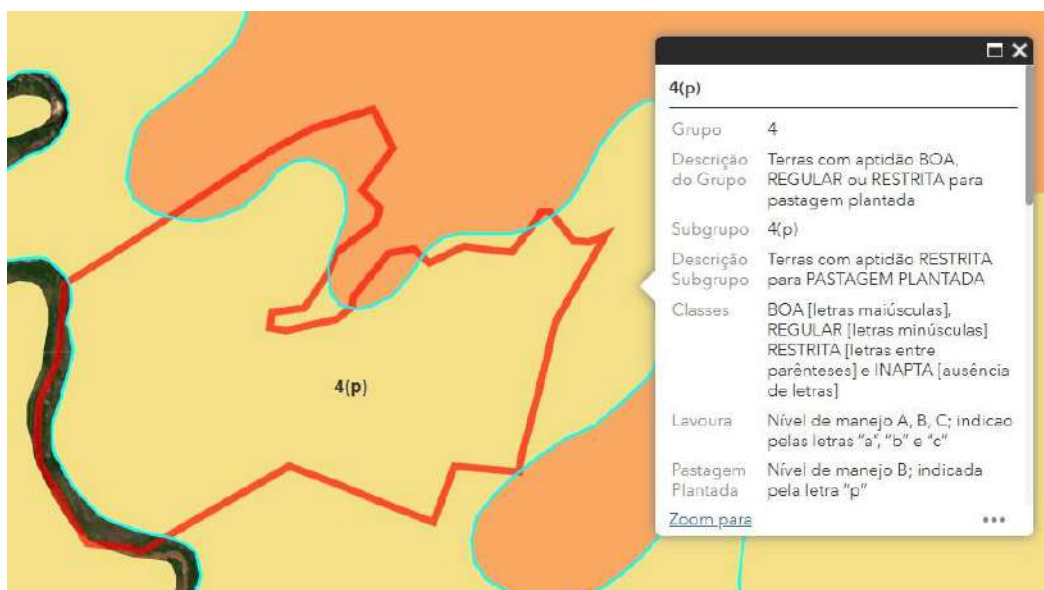 4(p)
4(p)
Grupo 4
Descrição do Grupo
Terras com aptidão BOA,
REGULAR ou RESTRITA para
pastagem plantada
Subgrupo 4(p)
Descrição Subgrupo
Terras com aptidão RESTRITA
para PASTAGEM PLANTADA
Classes
BOA [letras maiúsculas],
REGULAR [letras minúsculas]
RESTRITA [letras entre
parênteses] e INAPTA [ausência
de letras]
Lavoura
Nível de manejo A, B, C; indicao
pelas letras "a", "b" e "c"
Pastagem Plantada
Nível de manejo B; indicada
pela letra "p"
Zoom para